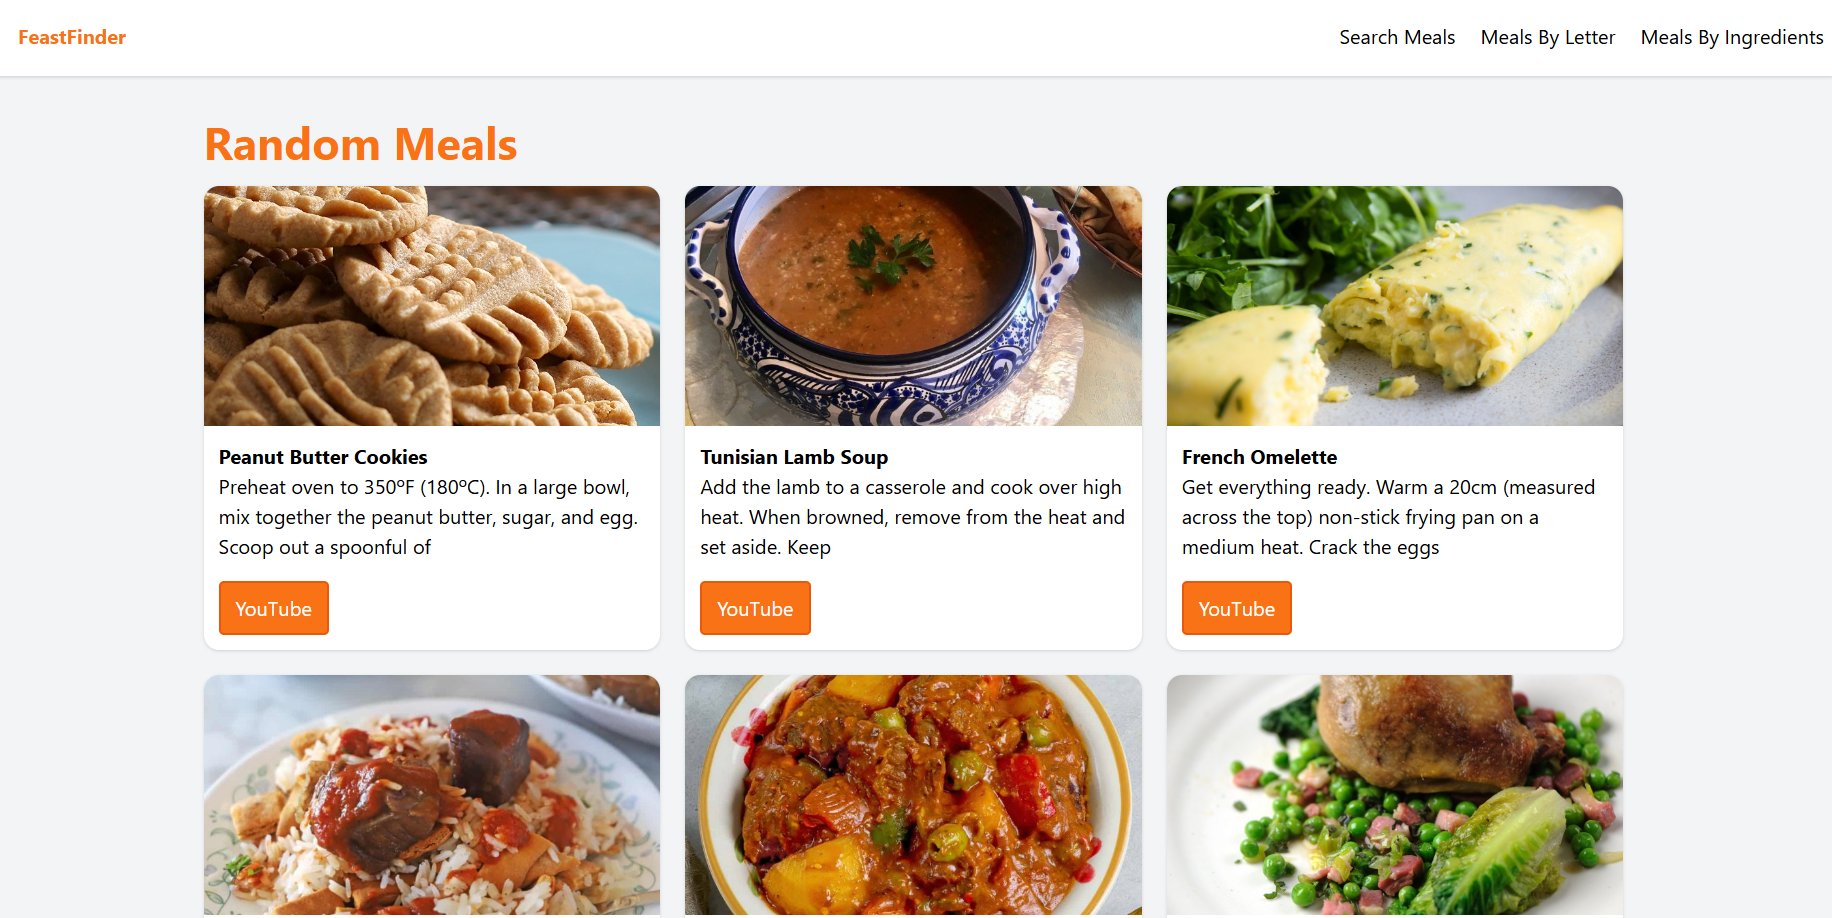 FeastFinder
Search Meals
Meals By Letter
Meals By Ingredients
Random Meals
Peanut Butter Cookies
Preheat oven to 350ºF (180ºC). In a large bowl,
mix together the peanut butter, sugar, and egg.
Scoop out a spoonful of
YouTube
Tunisian Lamb Soup
Add the lamb to a casserole and cook over high
heat. When browned, remove from the heat and
set aside. Keep
YouTube
French Omelette
Get everything ready. Warm a 20cm (measured
across the top) non-stick frying pan on a
medium heat. Crack the eggs
YouTube